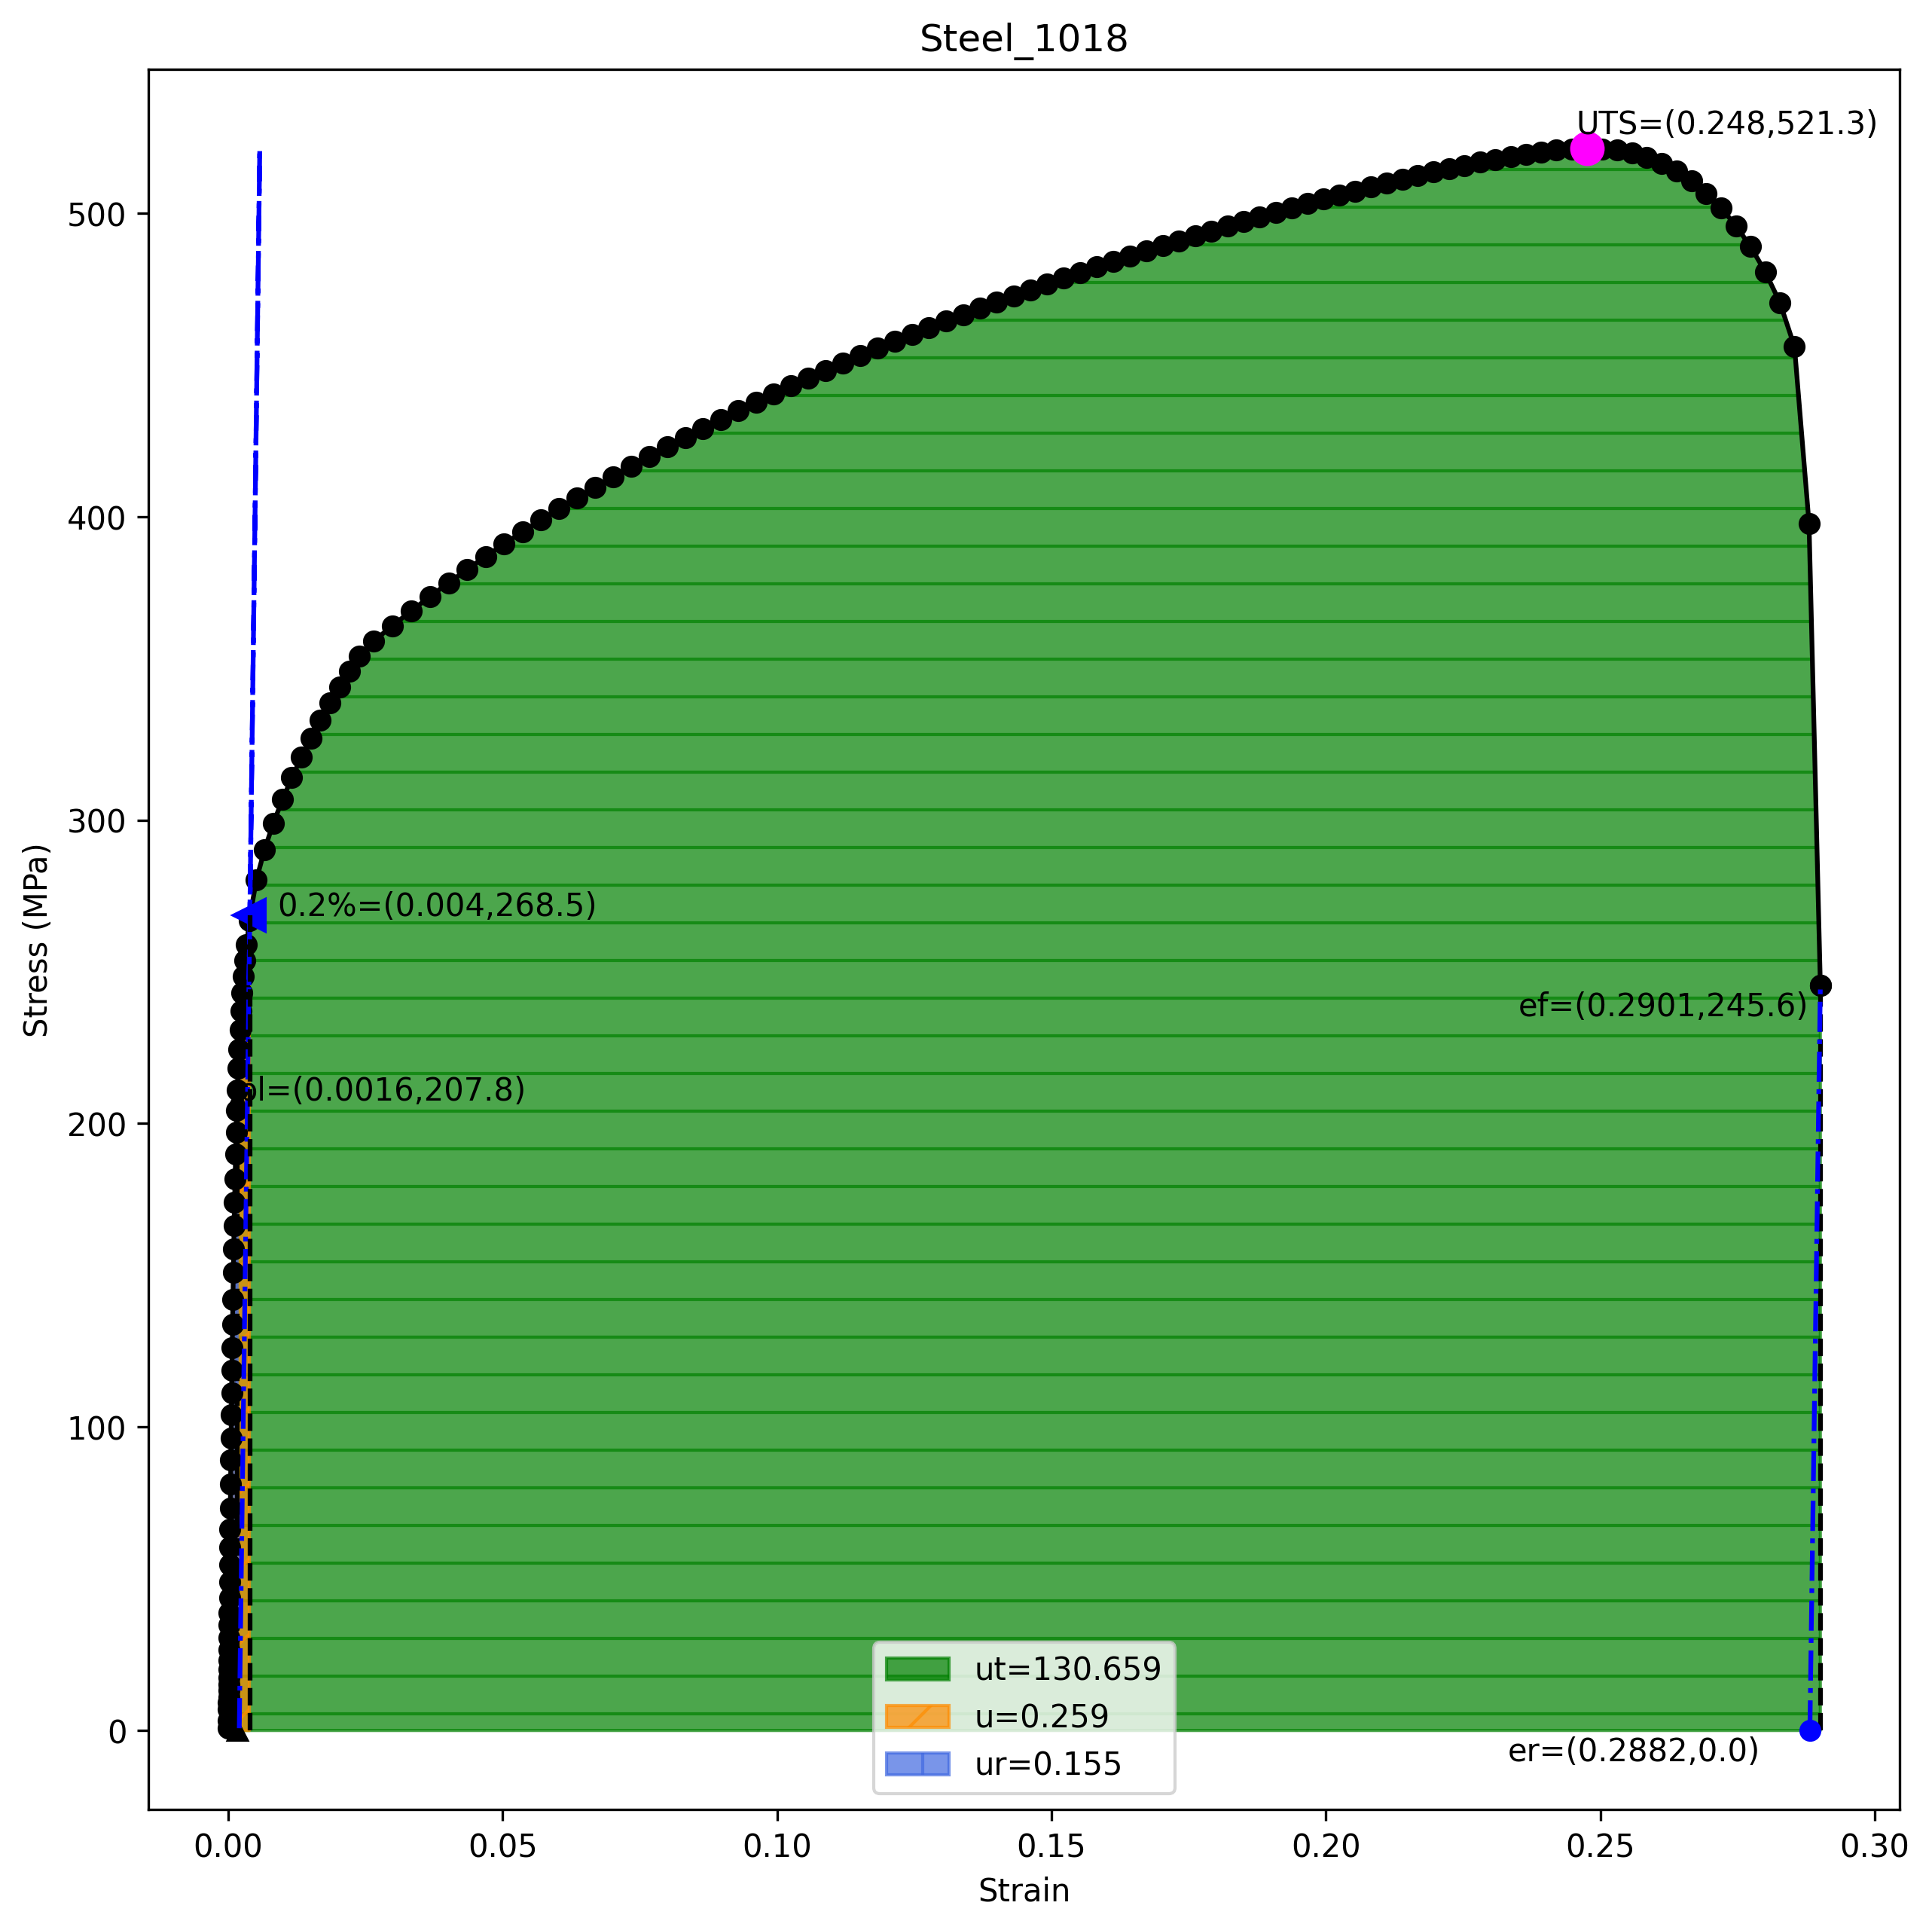 Steel_1018
UTS=(0.248,521.3)
500
400
300
0.2%=(0.004,268.5)
ef=(0.2901,245.6)
pl=(0.0016,207.8)
200
100
0
ut=130.659
u=0.259
ur=0.155
er=(0.2882,0.0)
Stress (MPa)
0.00 0.05 0.10 0.15 0.20 0.25 0.30
Strain